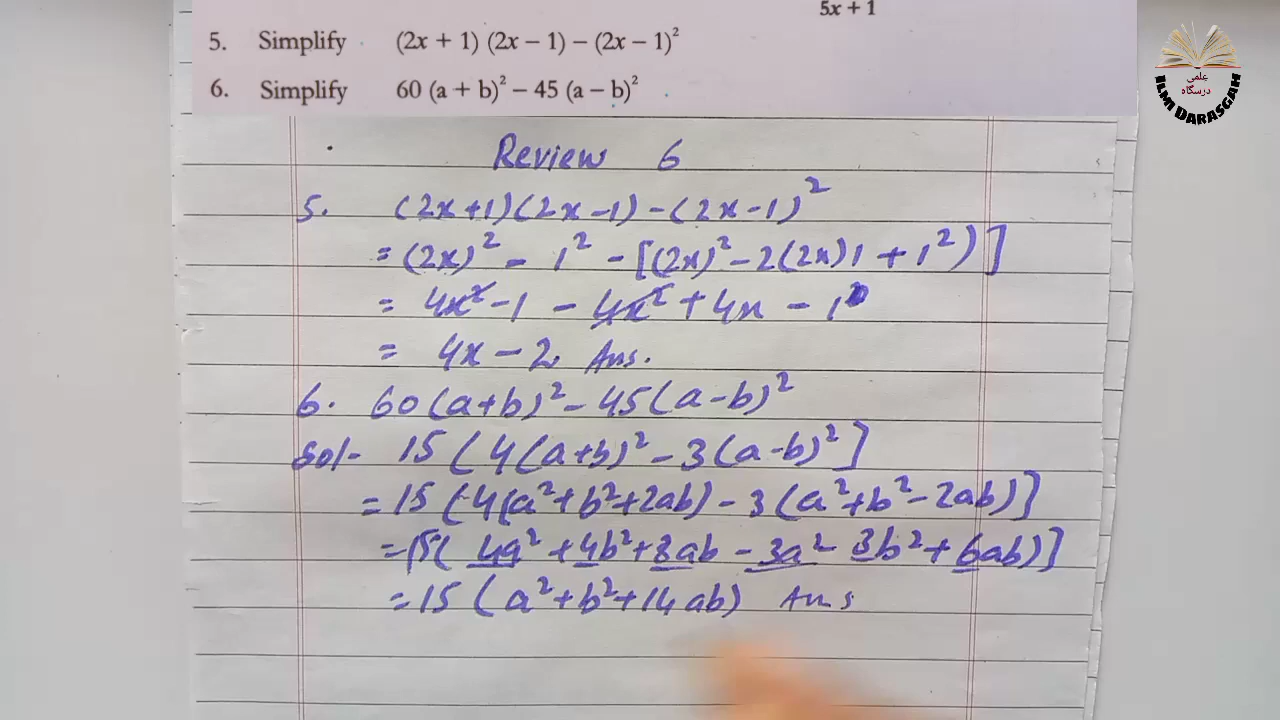 5x + 1
5. Simplify (2x + 1) (2x – 1) – (2x – 1)²
6. Simplify 60 (a + b)² – 45 (a – b)²
علمی
درسگاہ
ILMI DARASGAH
Review 6
5. (2x+1)(2x-1)-(2x-1)²
= (2x)² - 1² -[(2x)²-2(2x)1 + 1²)]
= 4x²-1 - 4x² + 4x - 1
= 4x-2. Ans.
6. 60(a+b)²-45(a-b)²
Sol- 15(4(a+b)²-3(a-b)²]
= 15(4(a²+b²+2ab)-3(a²+b²-2ab)]
= 15( 4a²+4b²+8ab-3a²-3b²+6ab)]
= 15(a²+b²+14ab) Ans